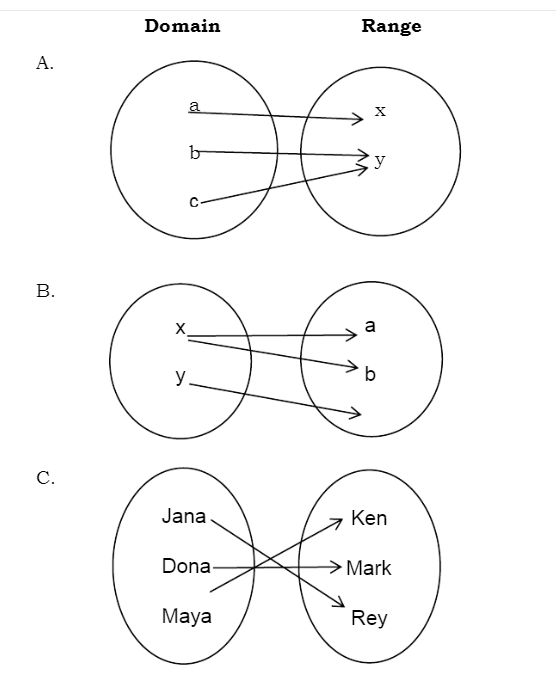 Domain Range
A.
a x
b y
c
B.
x a
y b
C.
Jana Ken
Dona Mark
Maya Rey